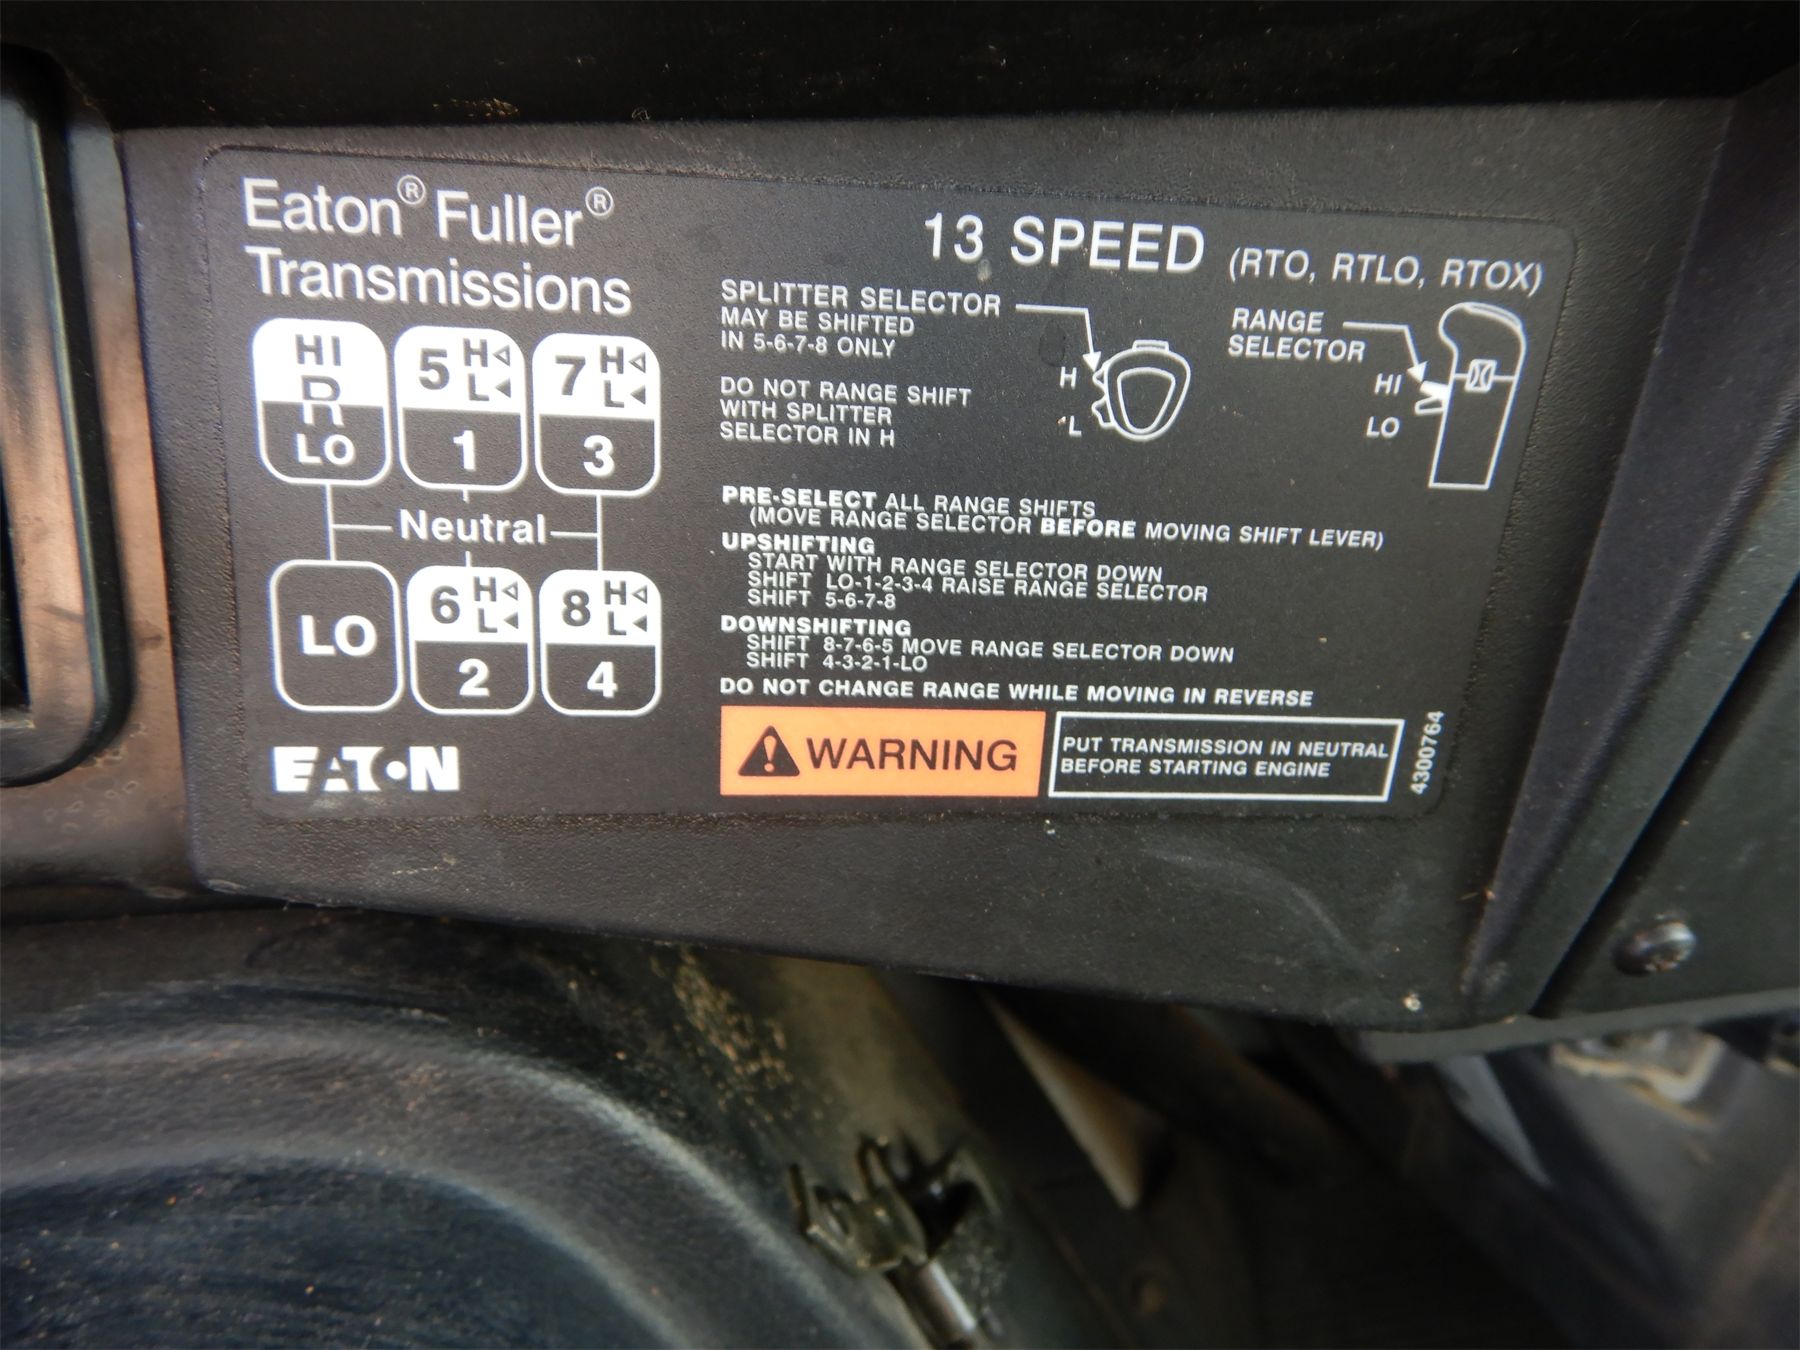 Eaton® Fuller®
Transmissions
HI
R
LO
5 H L
1
7 H L
3
Neutral
LO
6 H L
2
8 H L
4
EATON
13 SPEED (RTO, RTLO, RTOX)
SPLITTER SELECTOR
MAY BE SHIFTED
IN 5-6-7-8 ONLY
H
L
RANGE
SELECTOR
HI
LO
DO NOT RANGE SHIFT
WITH SPLITTER
SELECTOR IN H
PRE-SELECT ALL RANGE SHIFTS
(MOVE RANGE SELECTOR BEFORE MOVING SHIFT LEVER)
UPSHIFTING
START WITH RANGE SELECTOR DOWN
SHIFT LO-1-2-3-4 RAISE RANGE SELECTOR
SHIFT 5-6-7-8
DOWNSHIFTING
SHIFT 8-7-6-5 MOVE RANGE SELECTOR DOWN
SHIFT 4-3-2-1-LO
DO NOT CHANGE RANGE WHILE MOVING IN REVERSE
WARNING
PUT TRANSMISSION IN NEUTRAL
BEFORE STARTING ENGINE
4300764